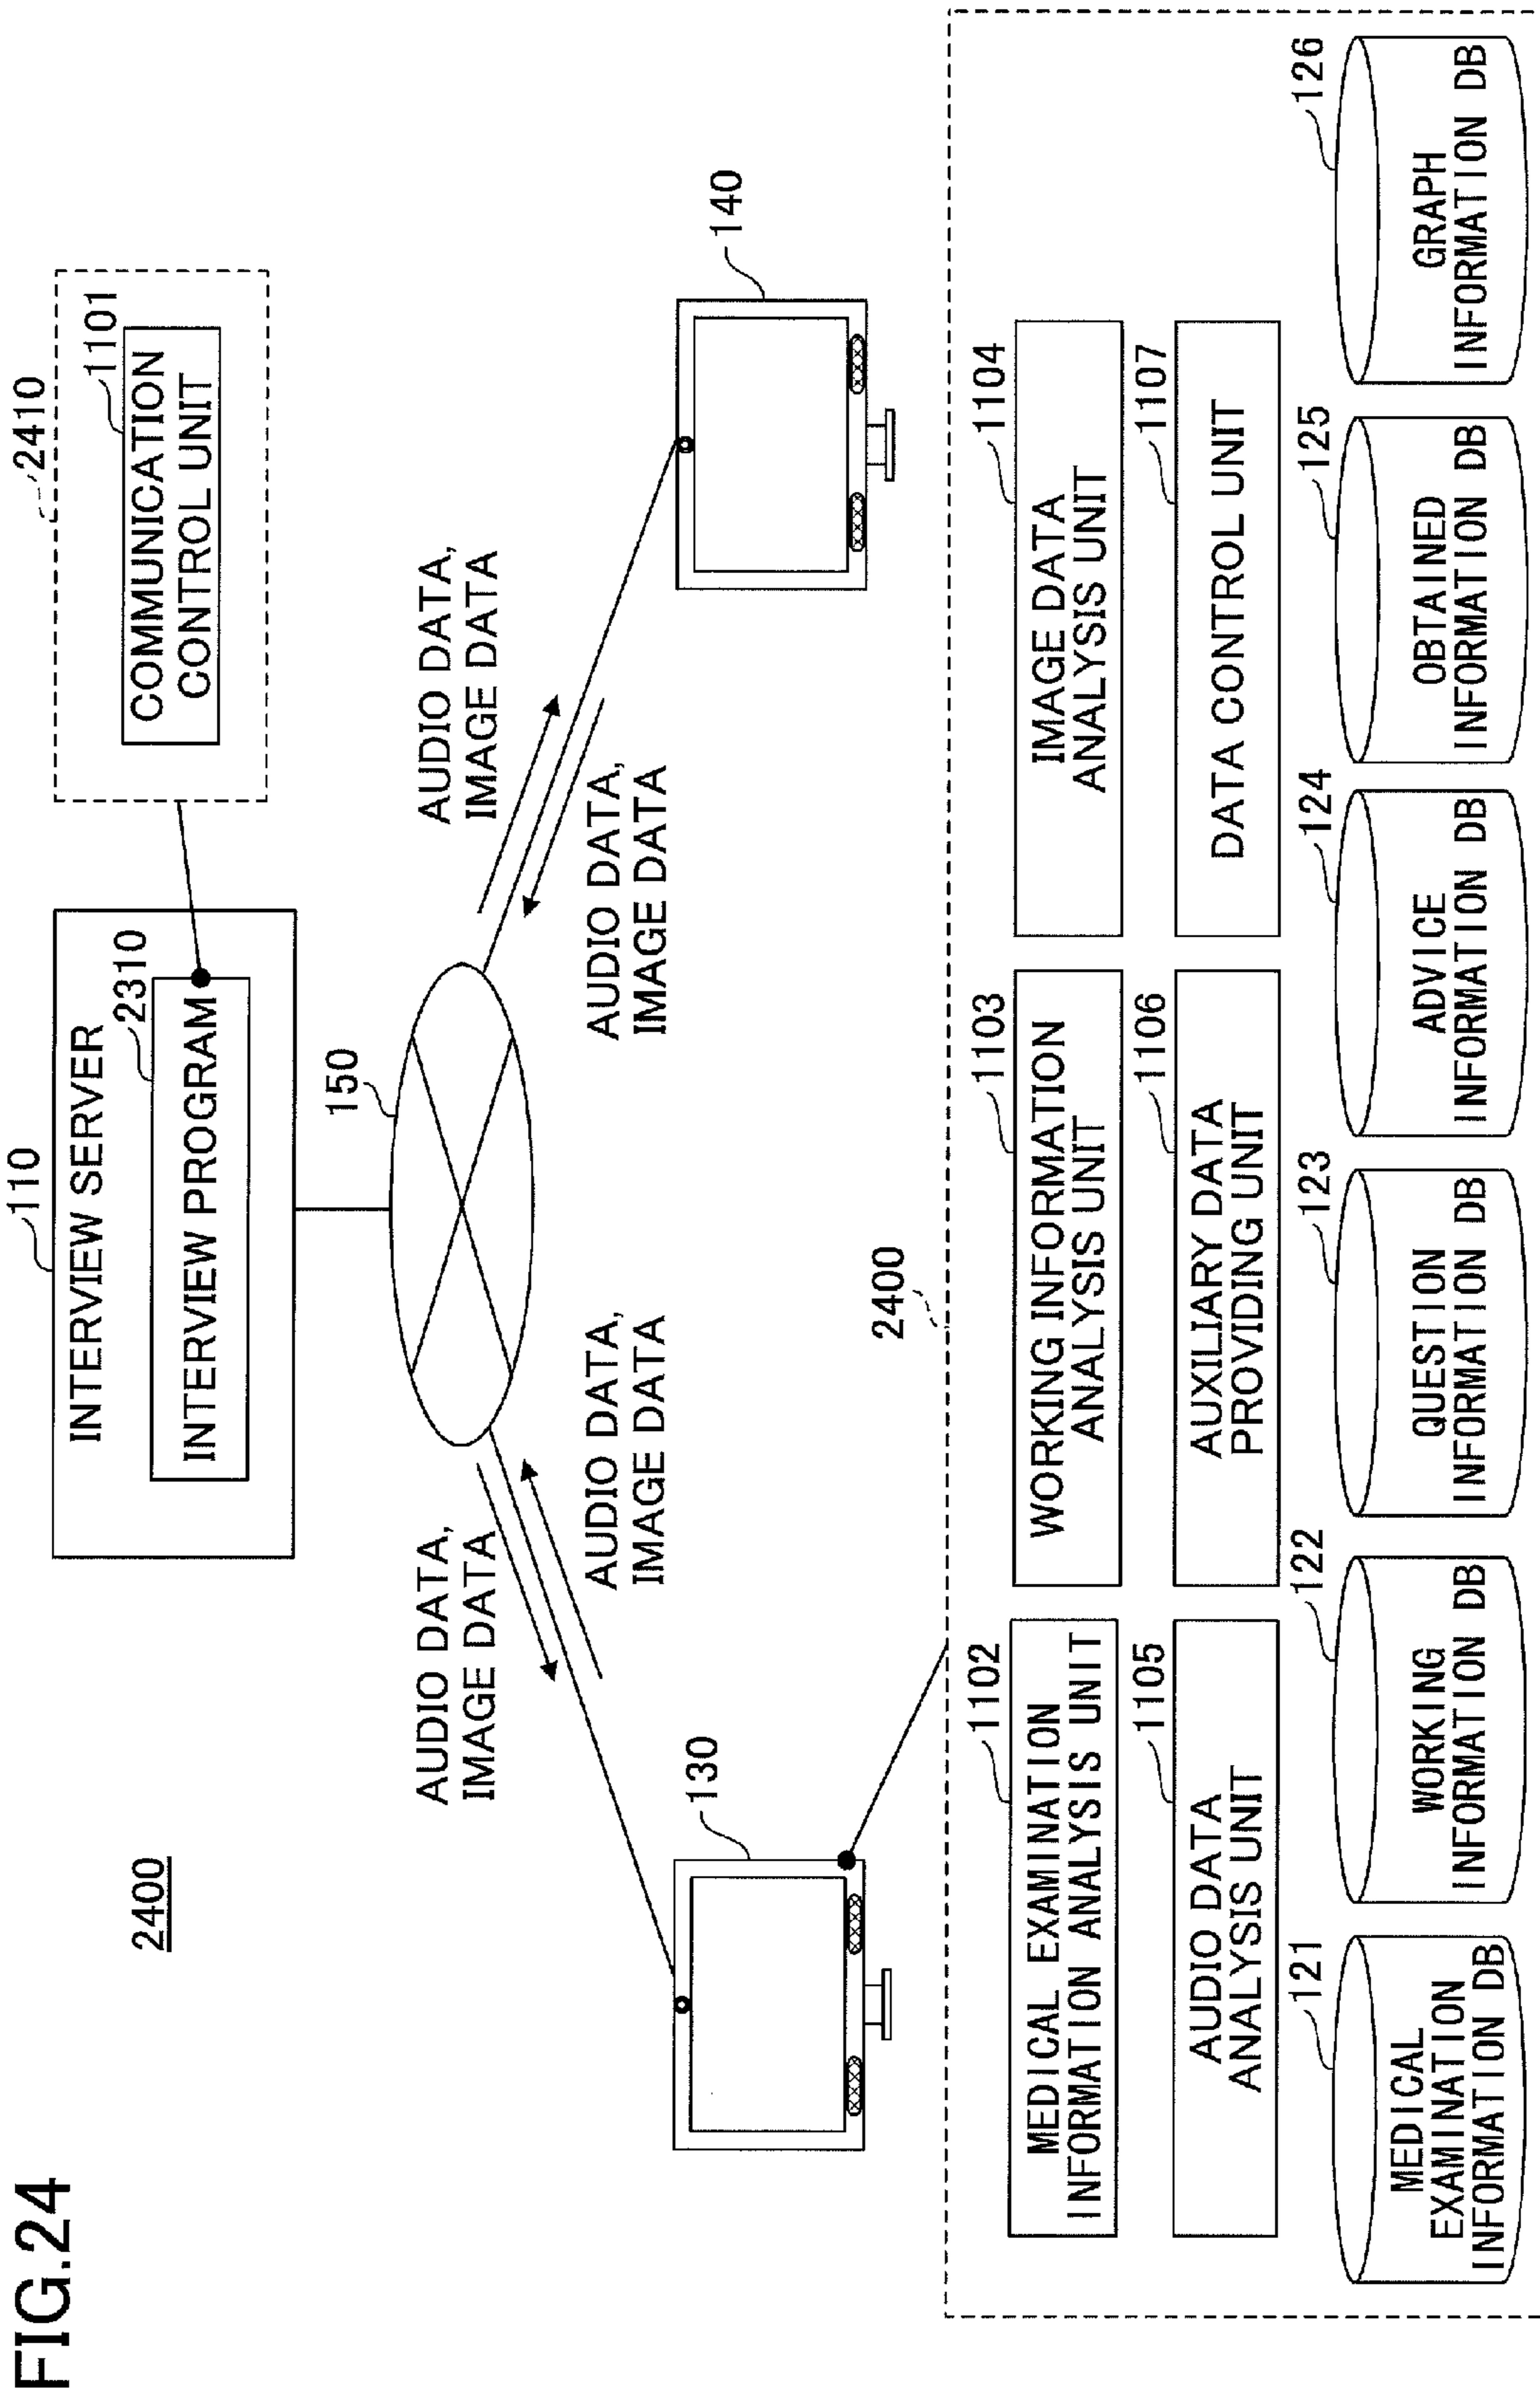 FIG.24
2400
110
INTERVIEW SERVER
2310
INTERVIEW PROGRAM
2410
1101
COMMUNICATION
CONTROL UNIT
150
AUDIO DATA,
IMAGE DATA
AUDIO DATA,
IMAGE DATA
AUDIO DATA,
IMAGE DATA
AUDIO DATA,
IMAGE DATA
130
140
2400
1102
MEDICAL EXAMINATION
INFORMATION ANALYSIS UNIT
1103
WORKING INFORMATION
ANALYSIS UNIT
1104
IMAGE DATA
ANALYSIS UNIT
1105
AUDIO DATA
ANALYSIS UNIT
1106
AUXILIARY DATA
PROVIDING UNIT
1107
DATA CONTROL UNIT
121
MEDICAL
EXAMINATION
INFORMATION DB
122
WORKING
INFORMATION DB
123
QUESTION
INFORMATION DB
124
ADVICE
INFORMATION DB
125
OBTAINED
INFORMATION DB
126
GRAPH
INFORMATION DB